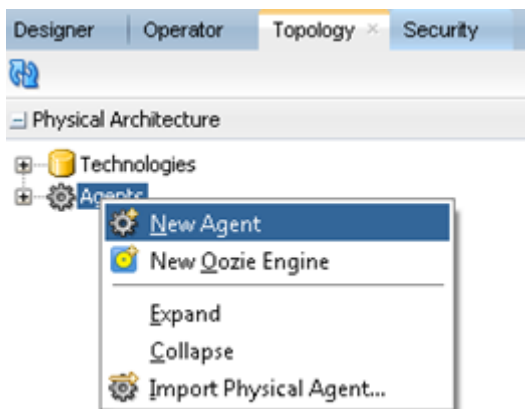 Designer Operator Topology Security
Physical Architecture
Technologies
Agents
New Agent
New Oozie Engine
Expand
Collapse
Import Physical Agent...